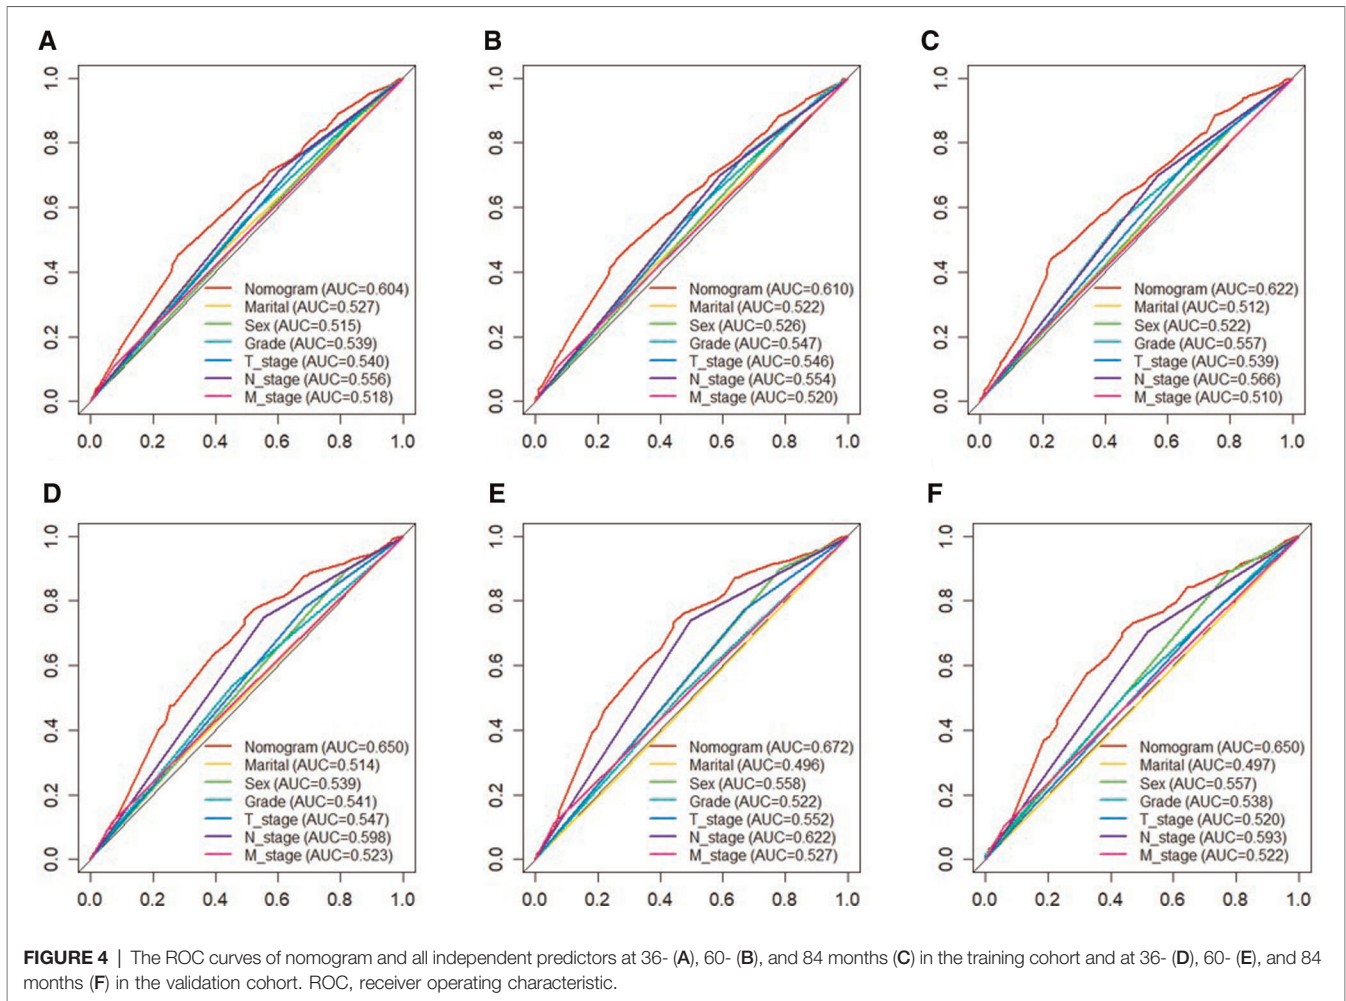 A
1.0
0.8
0.6
0.4
0.2
0.0
Nomogram (AUC=0.604)
Marital (AUC=0.527)
Sex (AUC=0.515)
Grade (AUC=0.539)
T_stage (AUC=0.540)
N_stage (AUC=0.556)
M_stage (AUC=0.518)
0.0 0.2 0.4 0.6 0.8 1.0
B
1.0
0.8
0.6
0.4
0.2
0.0
Nomogram (AUC=0.610)
Marital (AUC=0.522)
Sex (AUC=0.526)
Grade (AUC=0.547)
T_stage (AUC=0.546)
N_stage (AUC=0.554)
M_stage (AUC=0.520)
0.0 0.2 0.4 0.6 0.8 1.0
C
1.0
0.8
0.6
0.4
0.2
0.0
Nomogram (AUC=0.622)
Marital (AUC=0.512)
Sex (AUC=0.522)
Grade (AUC=0.557)
T_stage (AUC=0.539)
N_stage (AUC=0.566)
M_stage (AUC=0.510)
0.0 0.2 0.4 0.6 0.8 1.0
D
1.0
0.8
0.6
0.4
0.2
0.0
Nomogram (AUC=0.650)
Marital (AUC=0.514)
Sex (AUC=0.539)
Grade (AUC=0.541)
T_stage (AUC=0.547)
N_stage (AUC=0.598)
M_stage (AUC=0.523)
0.0 0.2 0.4 0.6 0.8 1.0
E
1.0
0.8
0.6
0.4
0.2
0.0
Nomogram (AUC=0.672)
Marital (AUC=0.496)
Sex (AUC=0.558)
Grade (AUC=0.522)
T_stage (AUC=0.552)
N_stage (AUC=0.622)
M_stage (AUC=0.527)
0.0 0.2 0.4 0.6 0.8 1.0
F
1.0
0.8
0.6
0.4
0.2
0.0
Nomogram (AUC=0.650)
Marital (AUC=0.497)
Sex (AUC=0.557)
Grade (AUC=0.538)
T_stage (AUC=0.520)
N_stage (AUC=0.593)
M_stage (AUC=0.522)
0.0 0.2 0.4 0.6 0.8 1.0
FIGURE 4 | The ROC curves of nomogram and all independent predictors at 36- (A), 60- (B), and 84 months (C) in the training cohort and at 36- (D), 60- (E), and 84
months (F) in the validation cohort. ROC, receiver operating characteristic.